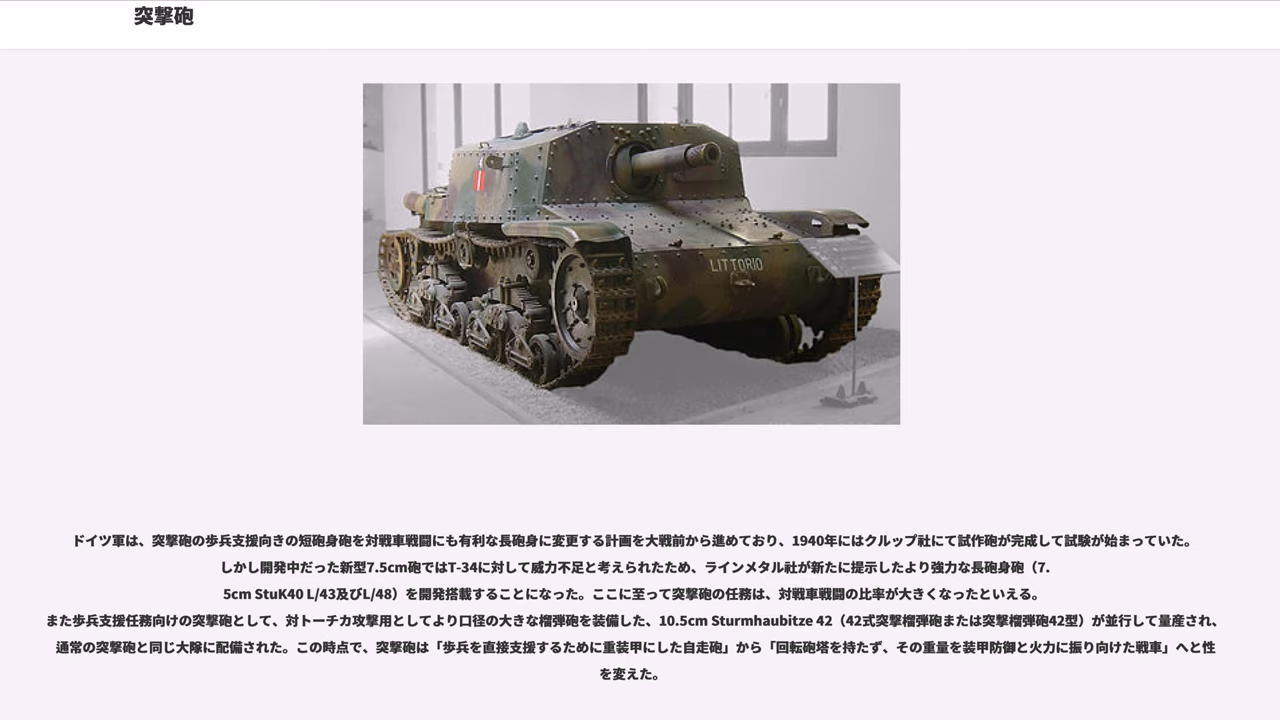 突撃砲
LITTORIO
ドイツ軍は、突撃砲の歩兵支援向きの短砲身砲を対戦車戦闘にも有利な長砲身に変更する計画を大戦前から進めており、1940年にはクルップ社にて試作砲が完成して試験が始まっていた。
しかし開発中だった新型7.5cm砲ではT-34に対して威力不足と考えられたため、ラインメタル社が新たに提示したより強力な長砲身砲（7.
5cm StuK40 L/43及びL/48）を開発搭載することになった。ここに至って突撃砲の任務は、対戦車戦闘の比率が大きくなったといえる。
また歩兵支援任務向けの突撃砲として、対トーチカ攻撃用としてより口径の大きな榴弾砲を装備した、10.5cm Sturmhaubitze 42（42式突撃榴弾砲または突撃榴弾砲42型）が並行して量産され、
通常の突撃砲と同じ大隊に配備された。この時点で、突撃砲は「歩兵を直接支援するために重装甲にした自走砲」から「回転砲塔を持たず、その重量を装甲防御と火力に振り向けた戦車」へと性
を変えた。